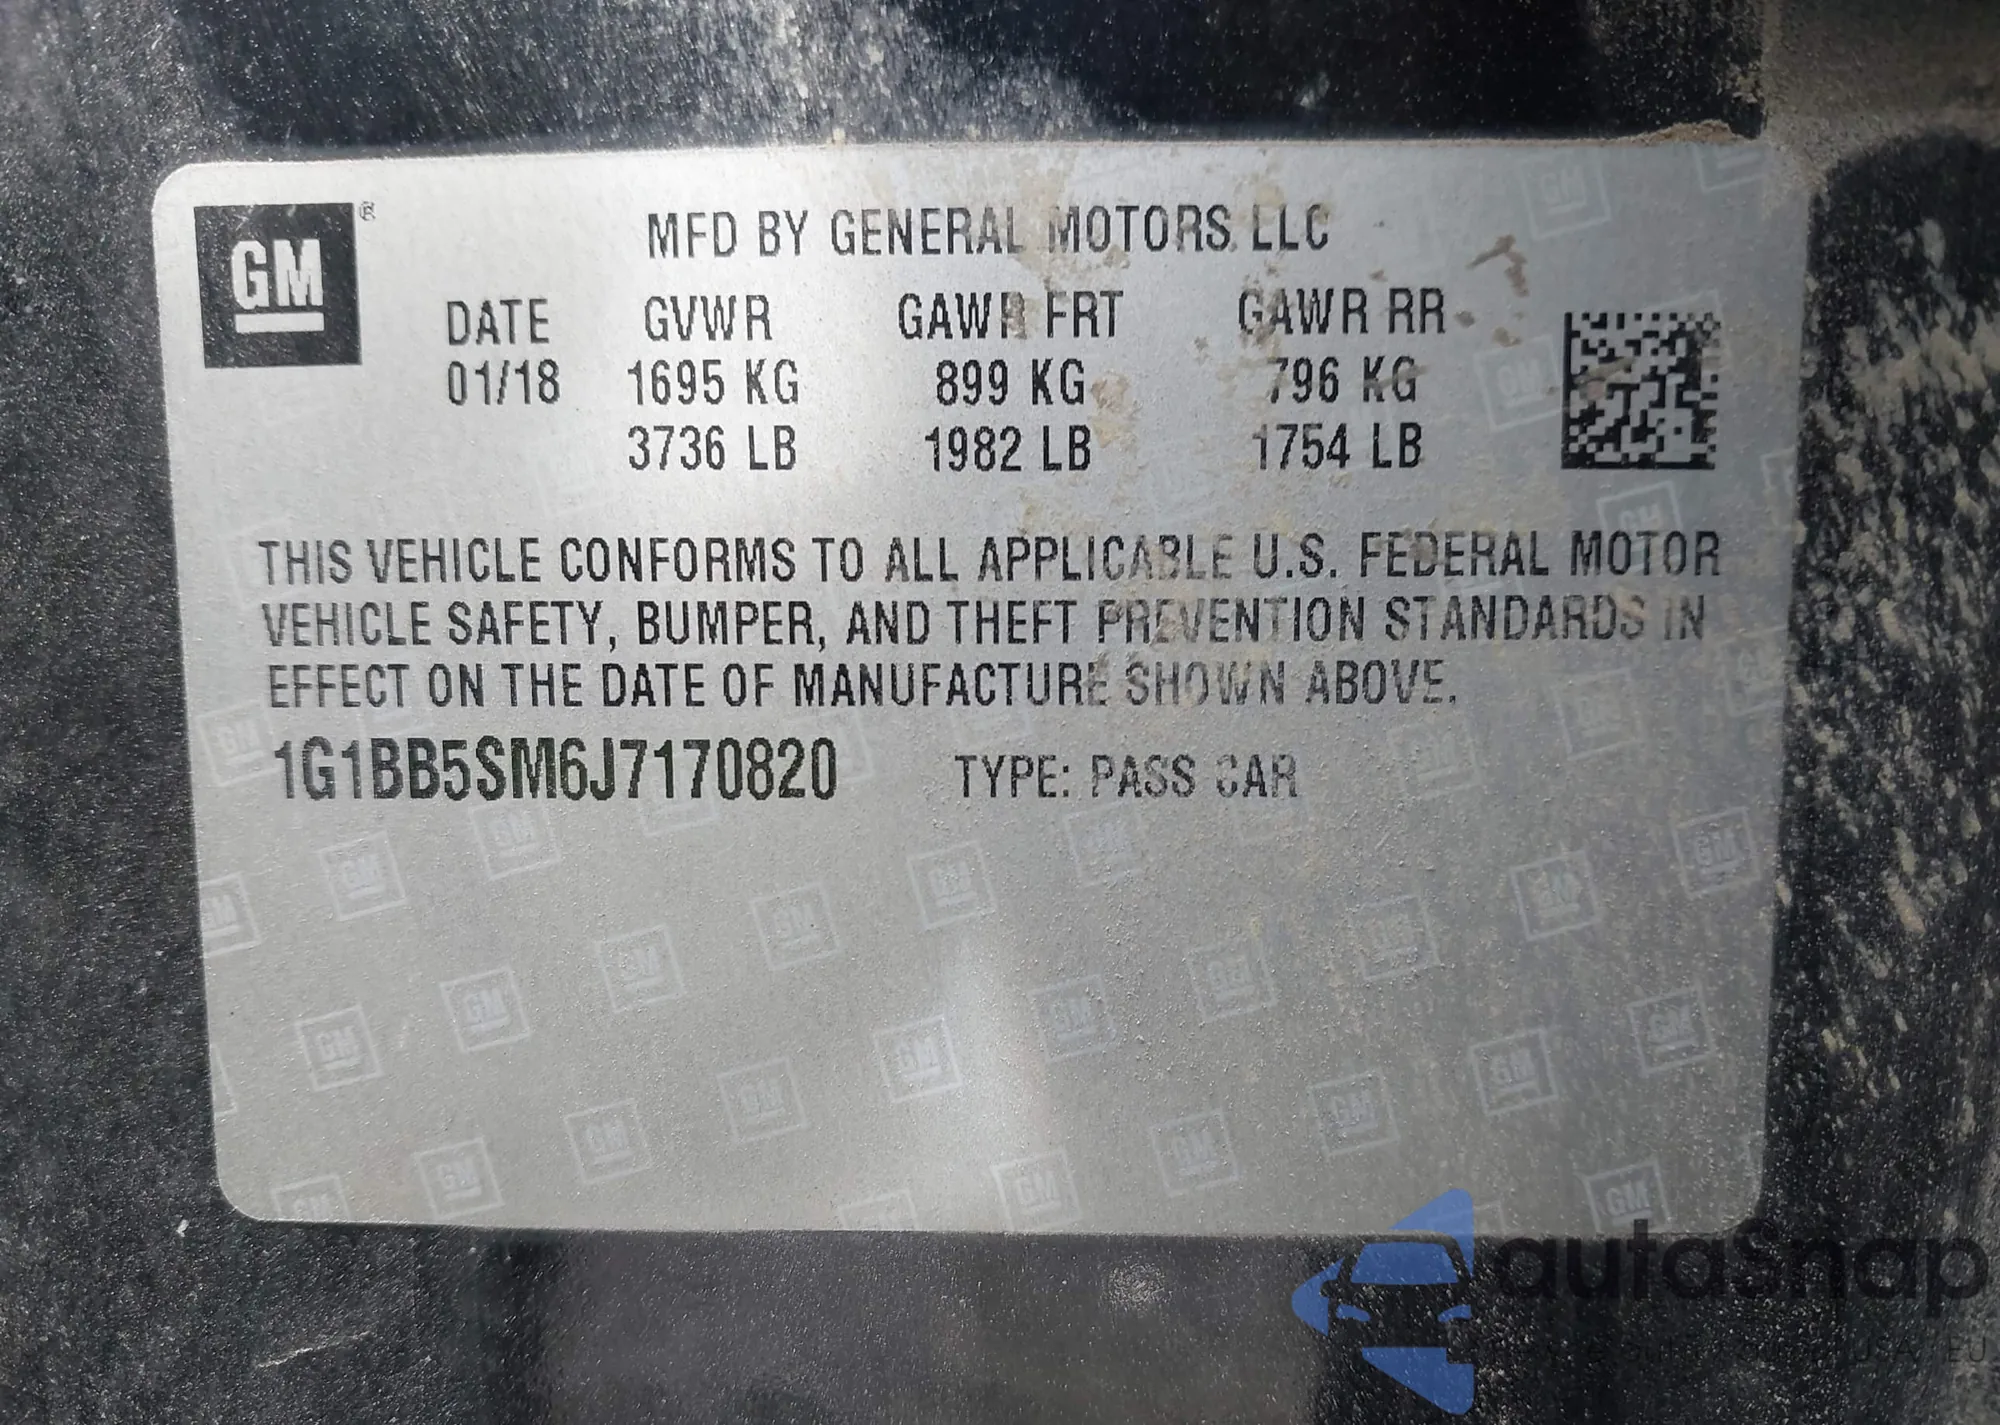 GM ®
MFD BY GENERAL MOTORS LLC
DATE GVWR GAWR FRT GAWR RR
01/18 1695 KG 899 KG 796 KG
3736 LB 1982 LB 1754 LB
THIS VEHICLE CONFORMS TO ALL APPLICABLE U.S. FEDERAL MOTOR
VEHICLE SAFETY, BUMPER, AND THEFT PREVENTION STANDARDS IN
EFFECT ON THE DATE OF MANUFACTURE SHOWN ABOVE.
1G1BB5SM6J7170820 TYPE: PASS CAR
autosnap
USA, EU